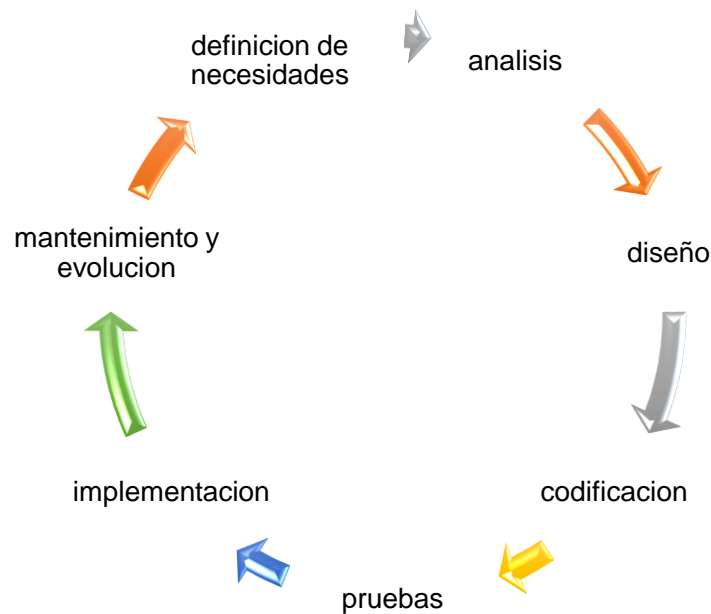 definicion de
necesidades
analisis
diseño
codificacion
pruebas
implementacion
mantenimiento y
evolucion